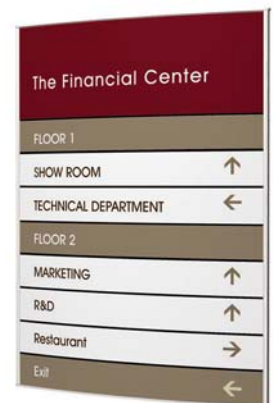 The Financial Center
FLOOR 1
SHOW ROOM ↑
TECHNICAL DEPARTMENT ←
FLOOR 2
MARKETING ↑
R&D ↑
Restaurant →
Exit ←